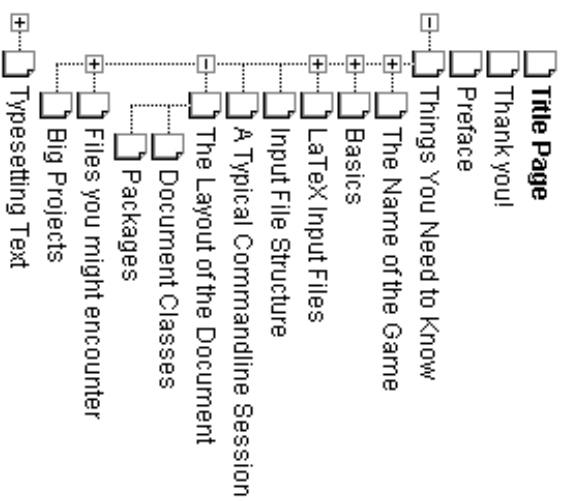 Title Page
Thank you!
Preface
Things You Need to Know
The Name of the Game
Basics
LaTeX Input Files
Input File Structure
A Typical Commandline Session
The Layout of the Document
Document Classes
Packages
Files you might encounter
Big Projects
Typesetting Text